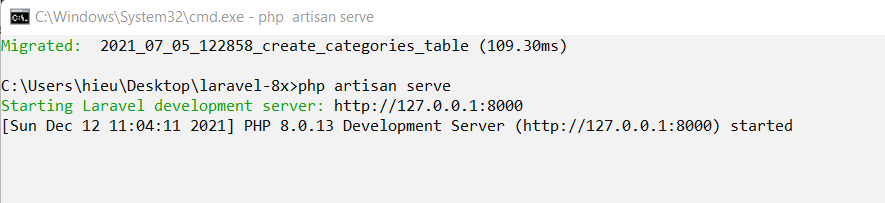 C:\Windows\System32\cmd.exe - php  artisan serve
Migrated:  2021_07_05_122858_create_categories_table (109.30ms)
C:\Users\hieu\Desktop\laravel-8x>php artisan serve
Starting Laravel development server: http://127.0.0.1:8000
[Sun Dec 12 11:04:11 2021] PHP 8.0.13 Development Server (http://127.0.0.1:8000) started